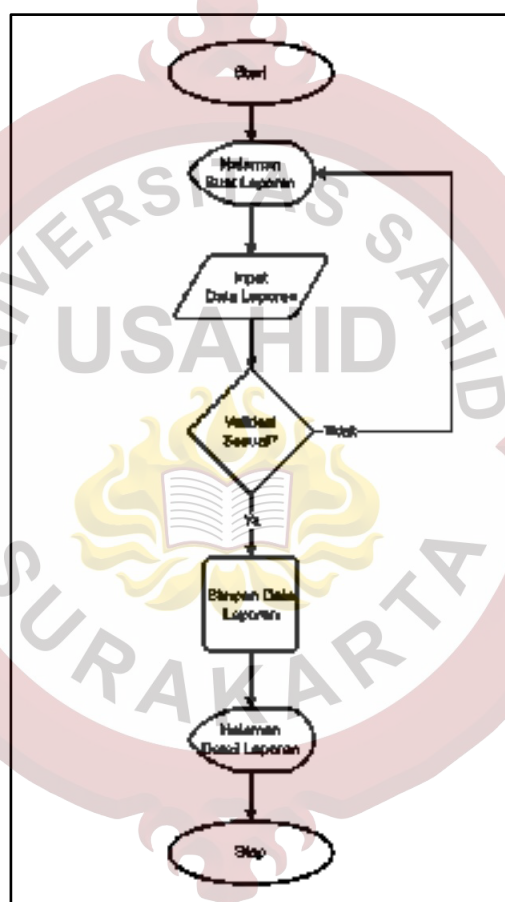 Start
Halaman
Buat Laporan
Input
Data Laporan
Validasi
Sesuai?
Tidak
Ya
Simpan Data
Laporan
Halaman
Detail Laporan
Stop
UNIVERSITAS SAHID
USAHID
SURAKARTA